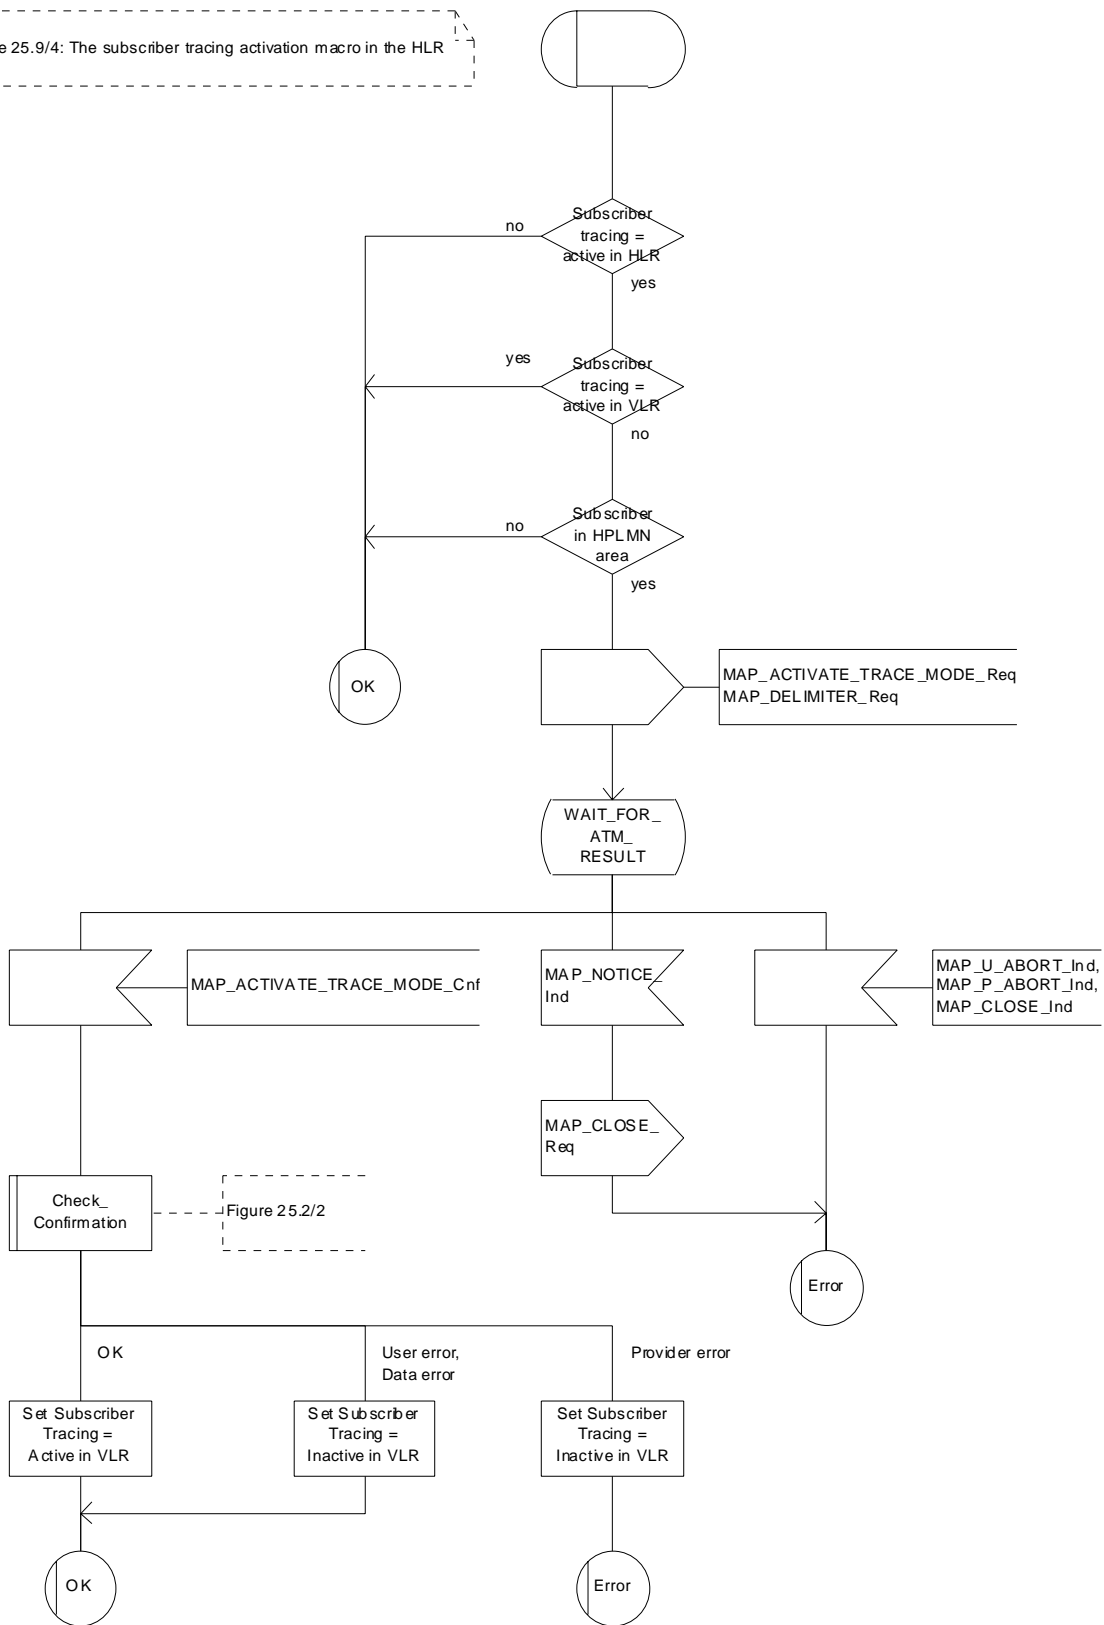 e 25.9/4: The subscriber tracing activation macro in the HLR
Subscriber
tracing =
active in HLR
no
yes
Subscriber
tracing =
active in VLR
yes
no
Subscriber
in HPLMN
area
no
yes
OK
MAP_ACTIVATE_TRACE_MODE_Req
MAP_DELIMITER_Req
WAIT_FOR_
ATM_
RESULT
MAP_ACTIVATE_TRACE_MODE_Cnf
MAP_NOTICE_
Ind
MAP_U_ABORT_Ind,
MAP_P_ABORT_Ind,
MAP_CLOSE_Ind
MAP_CLOSE_
Req
Check_
Confirmation
Figure 25.2/2
Error
OK
User error,
Data error
Provider error
Set Subscriber
Tracing =
Active in VLR
Set Subscriber
Tracing =
Inactive in VLR
Set Subscriber
Tracing =
Inactive in VLR
OK
Error